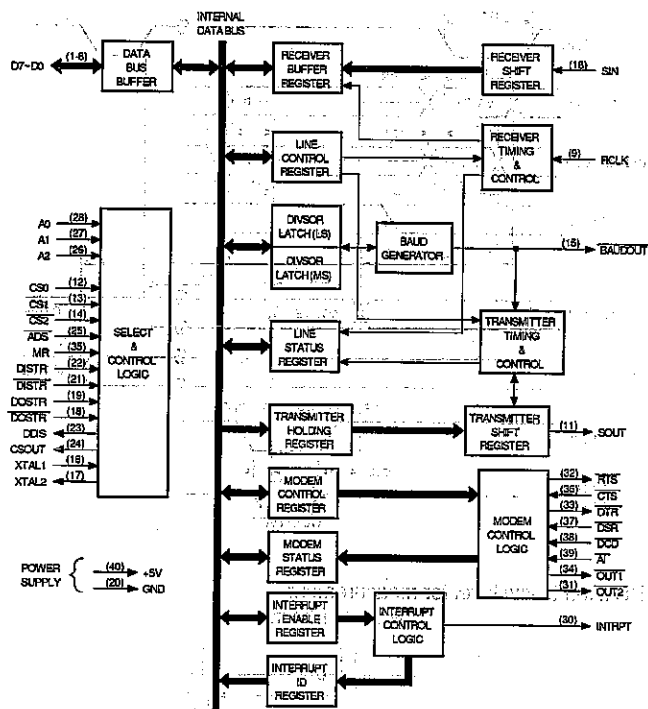 INTERNAL
DATA BUS
D7~D0
(1-8)
DATA
BUS
BUFFER
RECEIVER
BUFFER
REGISTER
RECEIVER
SHIFT
REGISTER
(10)
SIN
LINE
CONTROL
REGISTER
RECEIVER
TIMING
&
CONTROL
(9)
RCLK
DIVSOR
LATCH (LS)
DIVSOR
LATCH (MS)
BAUD
GENERATOR
(15)
BAUDOUT
A0 (28)
A1 (27)
A2 (26)
CS0 (12)
CS1 (13)
CS2 (14)
ADS (25)
MR (35)
DISTR (22)
DISTR (21)
DOSTR (19)
DOSTR (18)
DDIS (23)
CSOUT (24)
XTAL1 (16)
XTAL2 (17)
SELECT
&
CONTROL
LOGIC
LINE
STATUS
REGISTER
TRANSMITTER
TIMING
&
CONTROL
TRANSMITTER
HOLDING
REGISTER
TRANSMITTER
SHIFT
REGISTER
(11)
SOUT
MODEM
CONTROL
REGISTER
MODEM
STATUS
REGISTER
MODEM
CONTROL
LOGIC
(32) RTS
(36) CTS
(33) DTR
(37) DSR
(38) DCD
(39) RI
(34) OUT1
(31) OUT2
POWER
SUPPLY
(40) +5V
(20) GND
INTERRUPT
ENABLE
REGISTER
INTERRUPT
CONTROL
LOGIC
(30)
INTRPT
INTERRUPT
ID
REGISTER